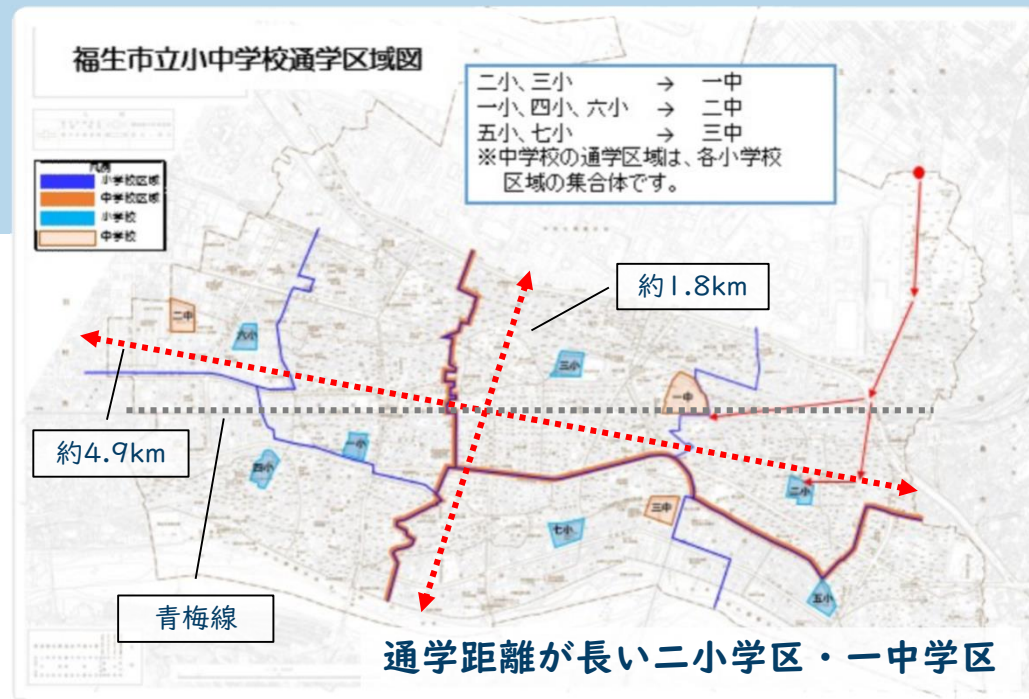 福生市立小中学校通学区域図
二小、三小 → 一中
一小、四小、六小 → 二中
五小、七小 → 三中
※中学校の通学区域は、各小学校
区域の集合体です。
凡例
小学校区域
中学校区域
小学校
中学校
約1.8km
二中
六小
三小
一中
約4.9km
一小
四小
二小
三中
七小
五小
青梅線
通学距離が長い二小学区・一中学区